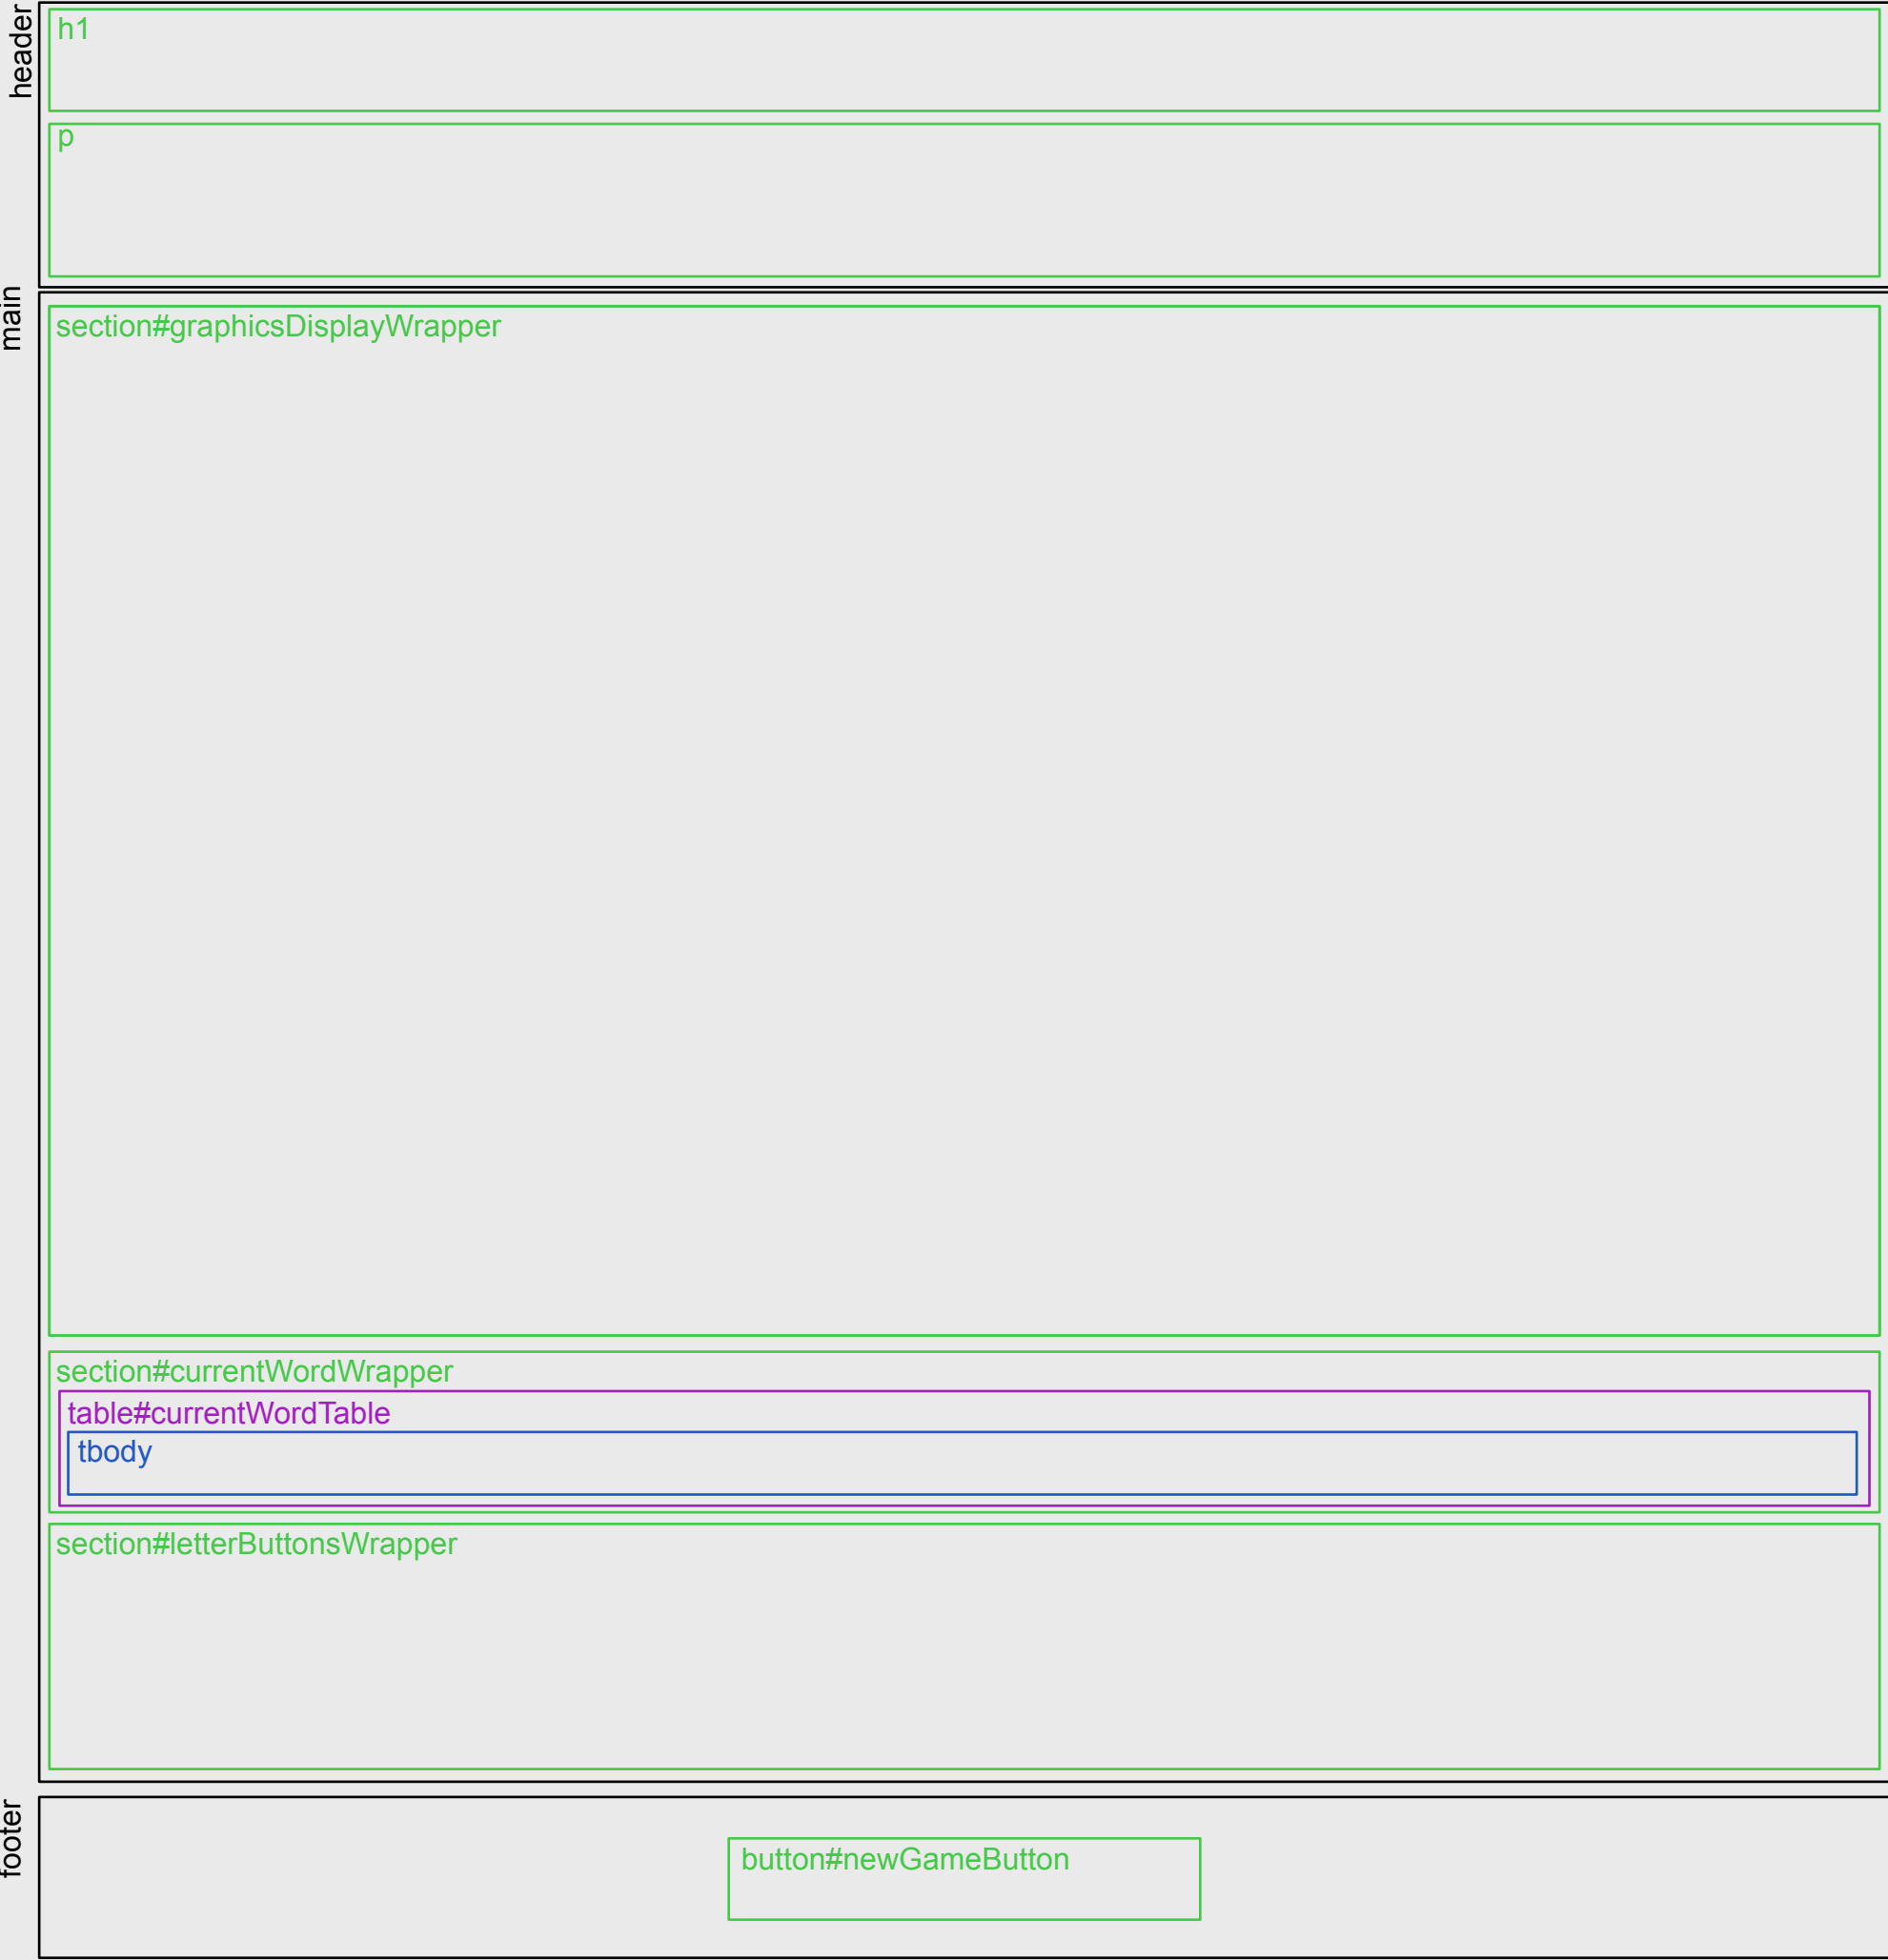 header
h1
p
main
section#graphicsDisplayWrapper
section#currentWordWrapper
table#currentWordTable
tbody
section#letterButtonsWrapper
footer
button#newGameButton